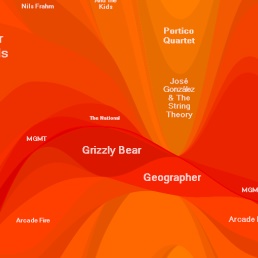 Nils Frahm
Kids
Portico
Quartet
José
González
& The
String
Theory
The National
MGMT
Grizzly Bear
Geographer
MGM
Arcade Fire
Arcade